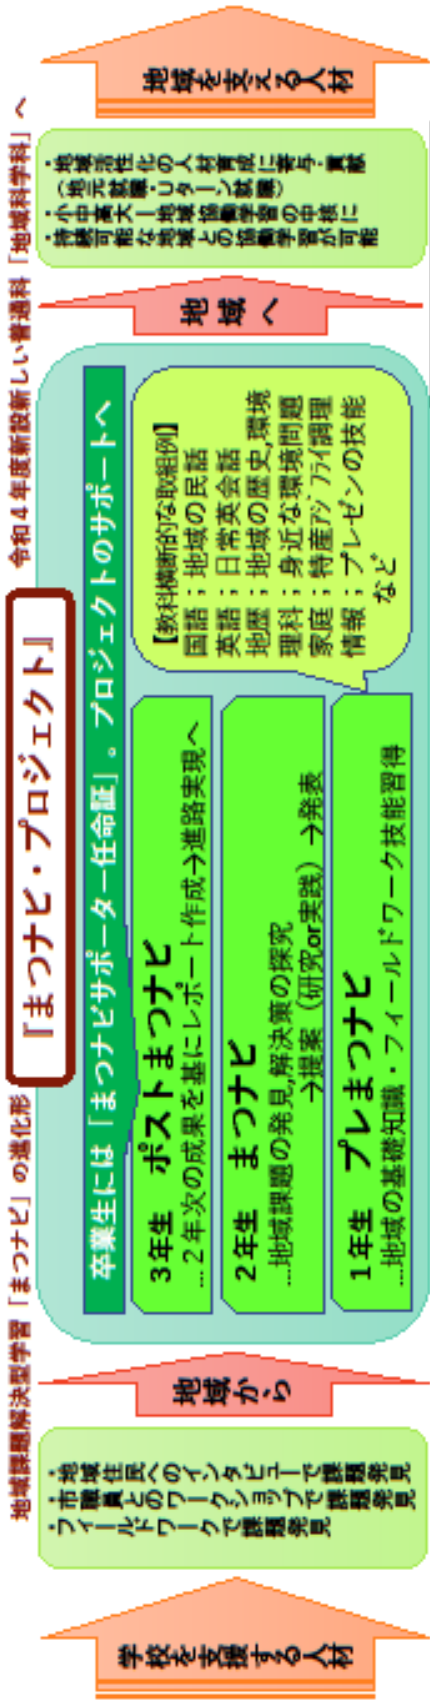 地域課題解決型学習「まつナビ」の進化形
『まつナビ・プロジェクト』
令和４年度新設新しい普通科「地域科学科」へ
学校を支援する人材
・地域住民へのインタビューで課題発見
・市職員とのワークショップで課題発見
・フィールドワークで課題発見
地域から
卒業生には「まつナビサポーター任命証」。プロジェクトのサポートへ
3年生　ポストまつナビ
…２年次の成果を基にレポート作成→進路実現へ
2年生　まつナビ
…地域課題の発見,解決策の探究
→提案（研究or実践）→発表
1年生　プレまつナビ
…地域の基礎知識・フィールドワーク技能習得
【教科横断的な取組例】
国語；地域の民話
英語；日常英会話
地歴；地域の歴史,環境
理科；身近な環境問題
家庭；特産アジフライ調理
情報；プレゼンの技能
など
地域へ
・地域活性化の人材育成に寄与・貢献
（地元就職・Uターン就職）
・小中高大ー地域協働学習の中核に
・持続可能な地域との協働学習が可能
地域を支える人材